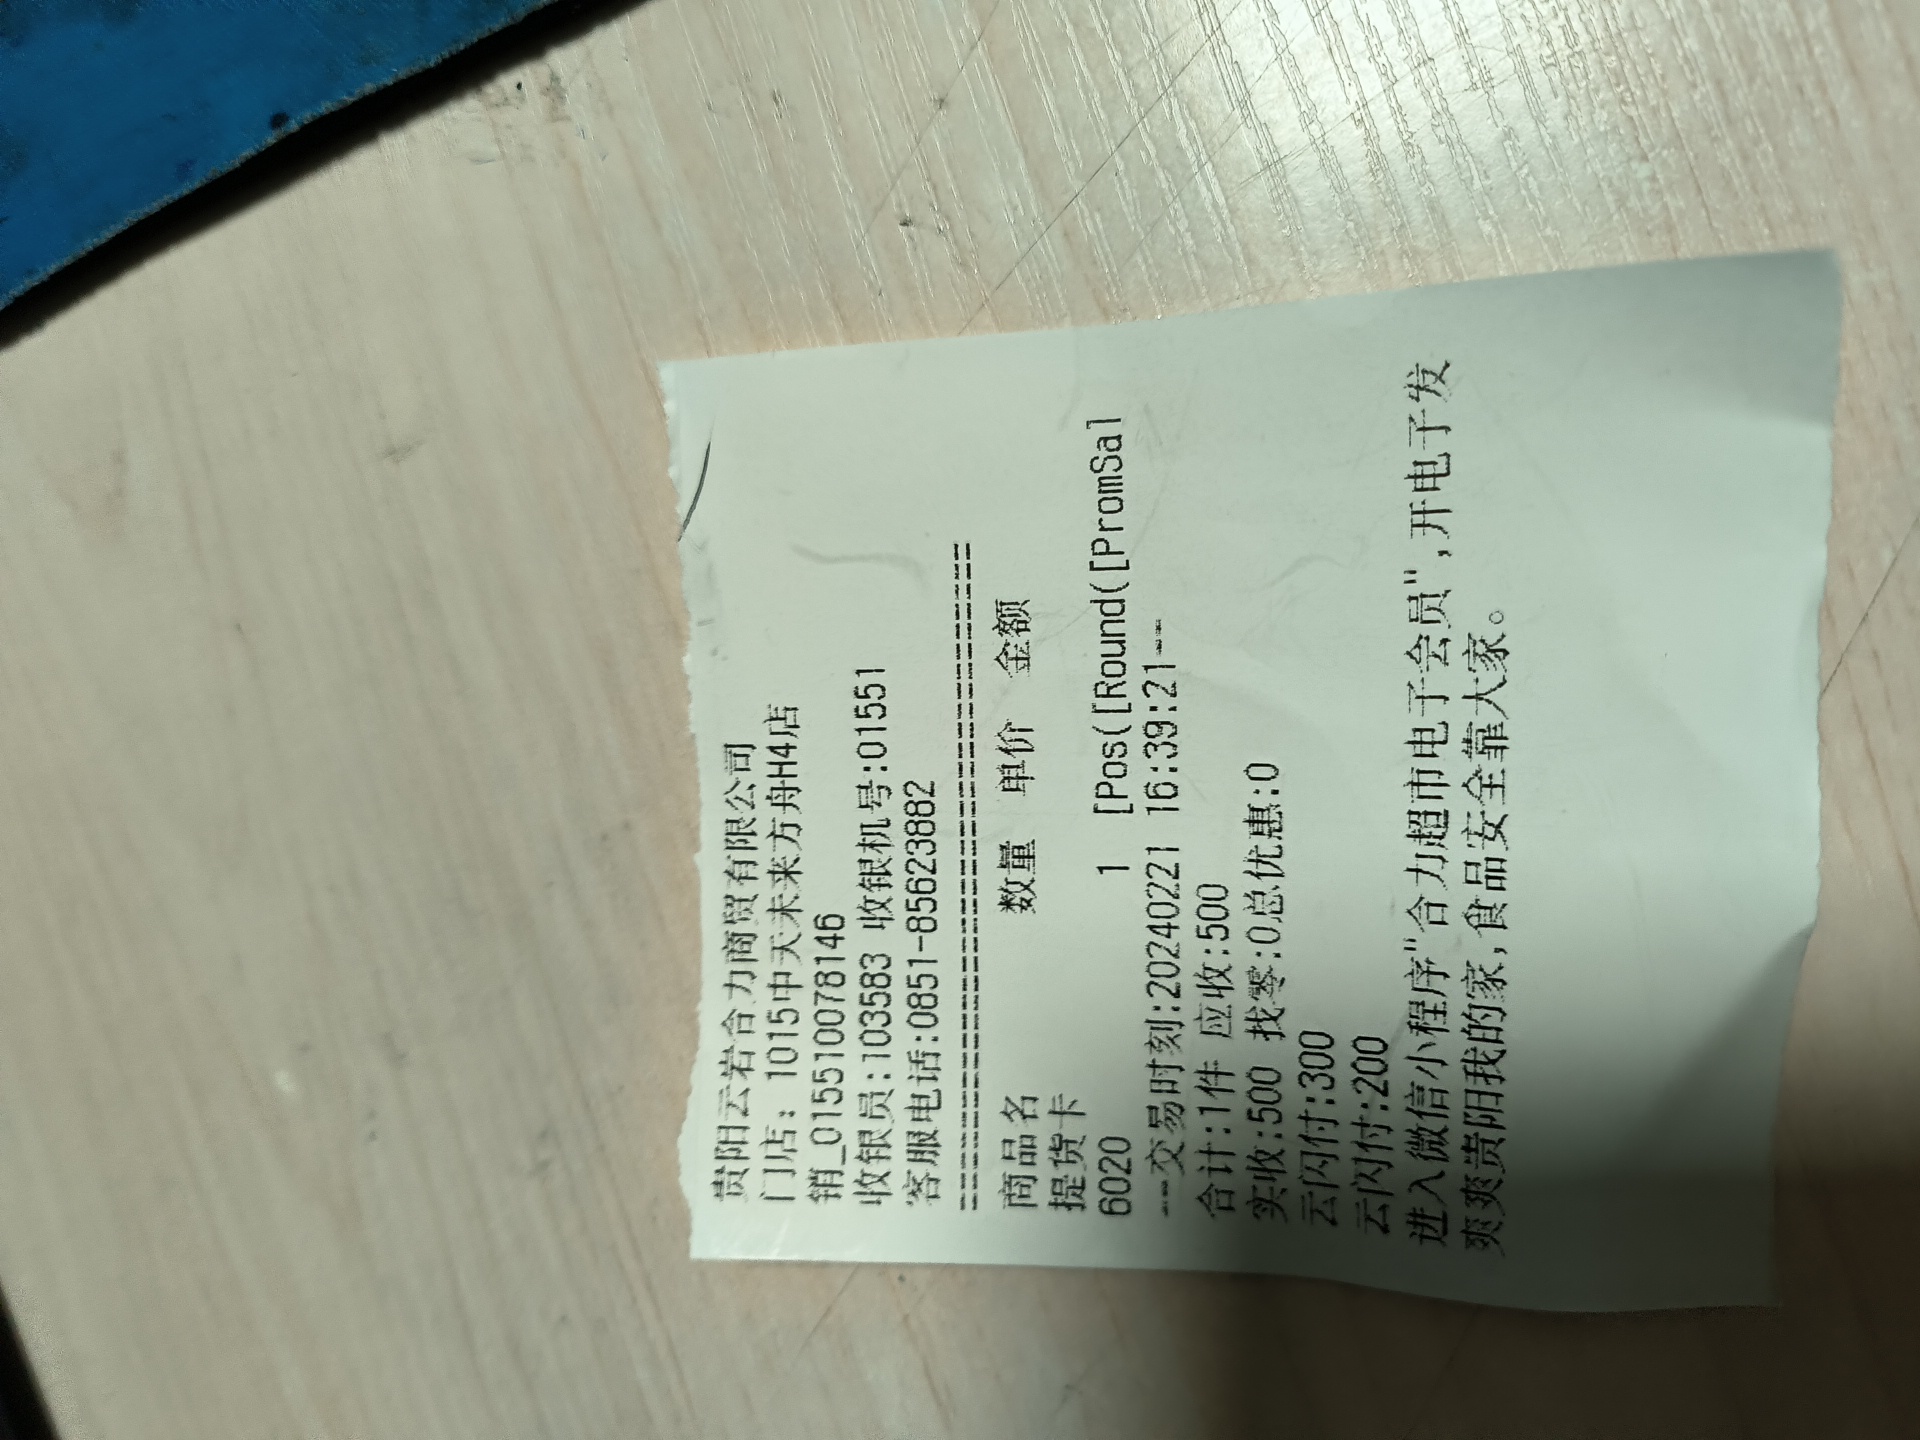 贵阳云岩合力商贸有限公司
门店: 1015中天未来方舟H4店
销_015510078146
收银员:103583 收银机号:01551
客服电话:0851-85623882
========================================
商品名 数量 单价 金额
提货卡
6020 1 [Pos([Round([PromSal
--交易时刻:20240221 16:39:21--
合计:1件 应收:500
实收:500 找零:0总优惠:0
云闪付:300
云闪付:200
进入微信小程序"合力超市电子会员",开电子发
爽爽贵阳我的家,食品安全靠大家。